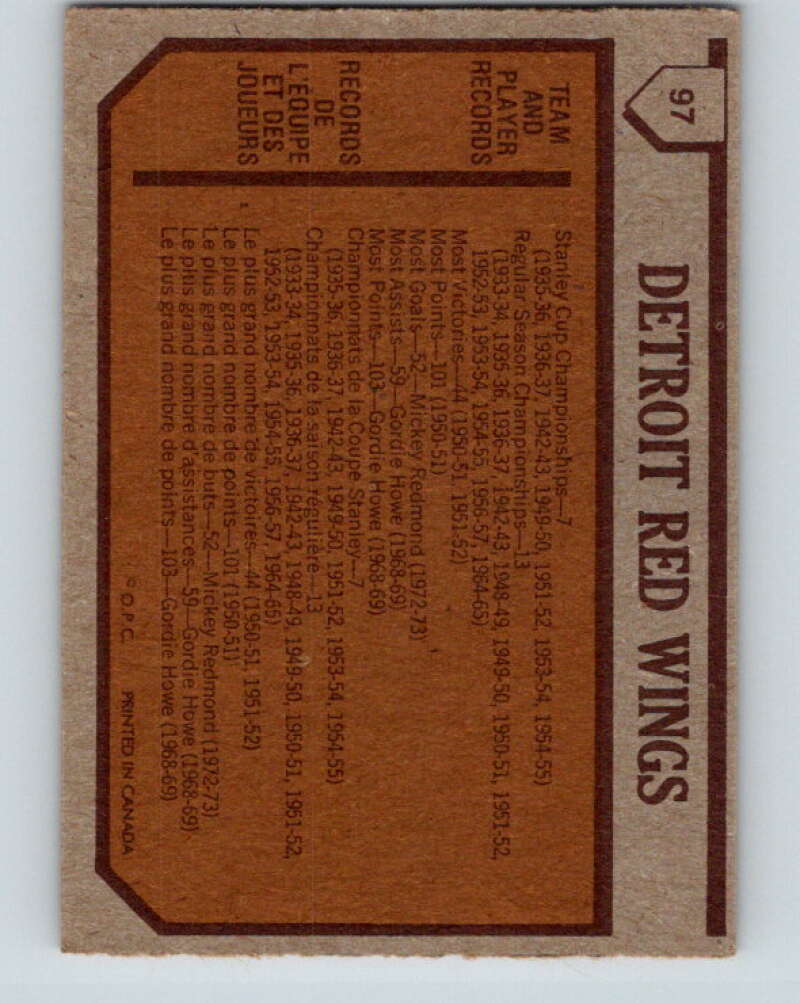 97
DETROIT RED WINGS
TEAM
AND
PLAYER
RECORDS
Stanley Cup Championships—7
(1935-36, 1936-37, 1942-43, 1949-50, 1951-52, 1953-54, 1954-55)
Regular Season Championships—13
(1933-34, 1935-36, 1936-37, 1942-43, 1948-49, 1949-50, 1950-51, 1951-52,
1952-53, 1953-54, 1954-55, 1956-57, 1964-65)
Most Victories—44 (1950-51, 1951-52)
Most Points—101 (1950-51)
Most Goals—52—Mickey Redmond (1972-73)
Most Assists—59—Gordie Howe (1968-69)
Most Points—103—Gordie Howe (1968-69)
RECORDS
DE
L'ÉQUIPE
ET DES
JOUEURS
Championnats de la Coupe Stanley—7
(1935-36, 1936-37, 1942-43, 1949-50, 1951-52, 1953-54, 1954-55)
Championnats de la saison régulière—13
(1933-34, 1935-36, 1936-37, 1942-43, 1948-49, 1949-50, 1950-51, 1951-52,
1952-53, 1953-54, 1954-55, 1956-57, 1964-65)
Le plus grand nombre de victoires—44 (1950-51, 1951-52)
Le plus grand nombre de points—101 (1950-51)
Le plus grand nombre de buts—52—Mickey Redmond (1972-73)
Le plus grand nombre d'assistances—59—Gordie Howe (1968-69)
Le plus grand nombre de points—103—Gordie Howe (1968-69)
© O.P.C. PRINTED IN CANADA